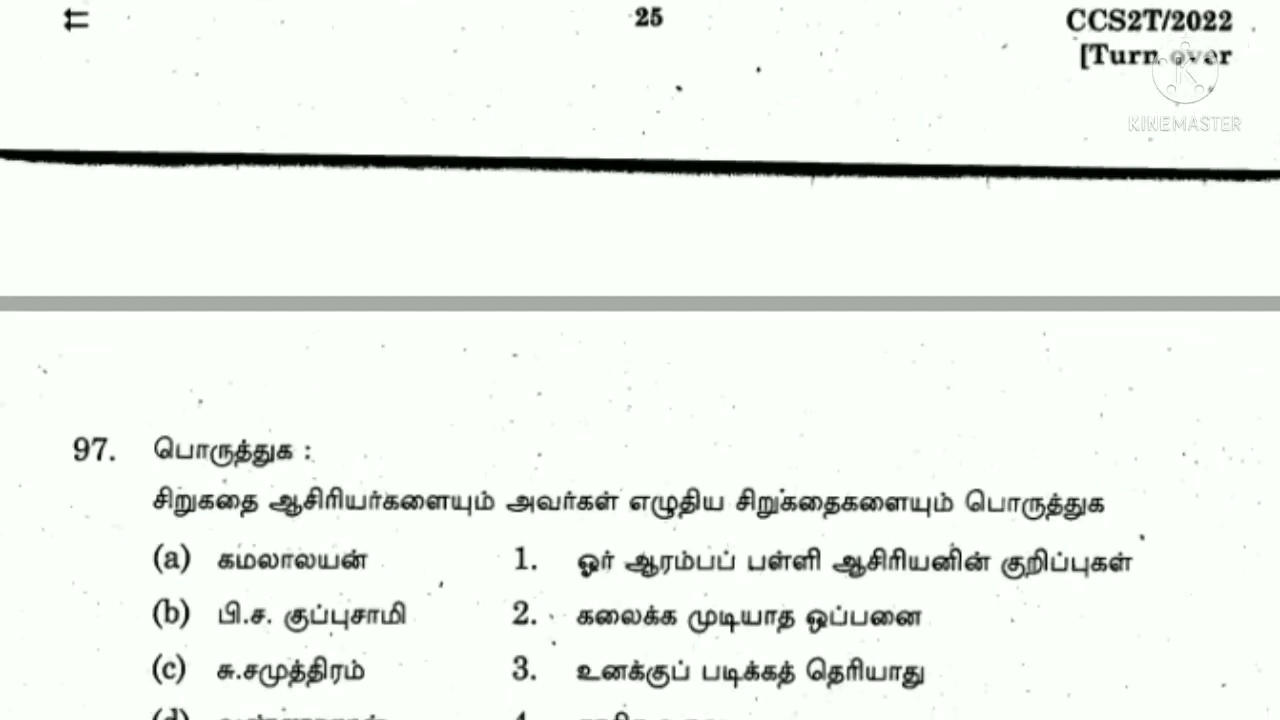 25
CCS2T/2022
[Turn over
KINEMASTER
97. பொருத்துக :
சிறுகதை ஆசிரியர்களையும் அவர்கள் எழுதிய சிறுகதைகளையும் பொருத்துக
(a) கமலாலயன் 1. ஓர் ஆரம்பப் பள்ளி ஆசிரியனின் குறிப்புகள்
(b) பி.ச. குப்புசாமி 2. கலைக்க முடியாத ஒப்பனை
(c) சு.சமுத்திரம் 3. உனக்குப் படிக்கத் தெரியாது